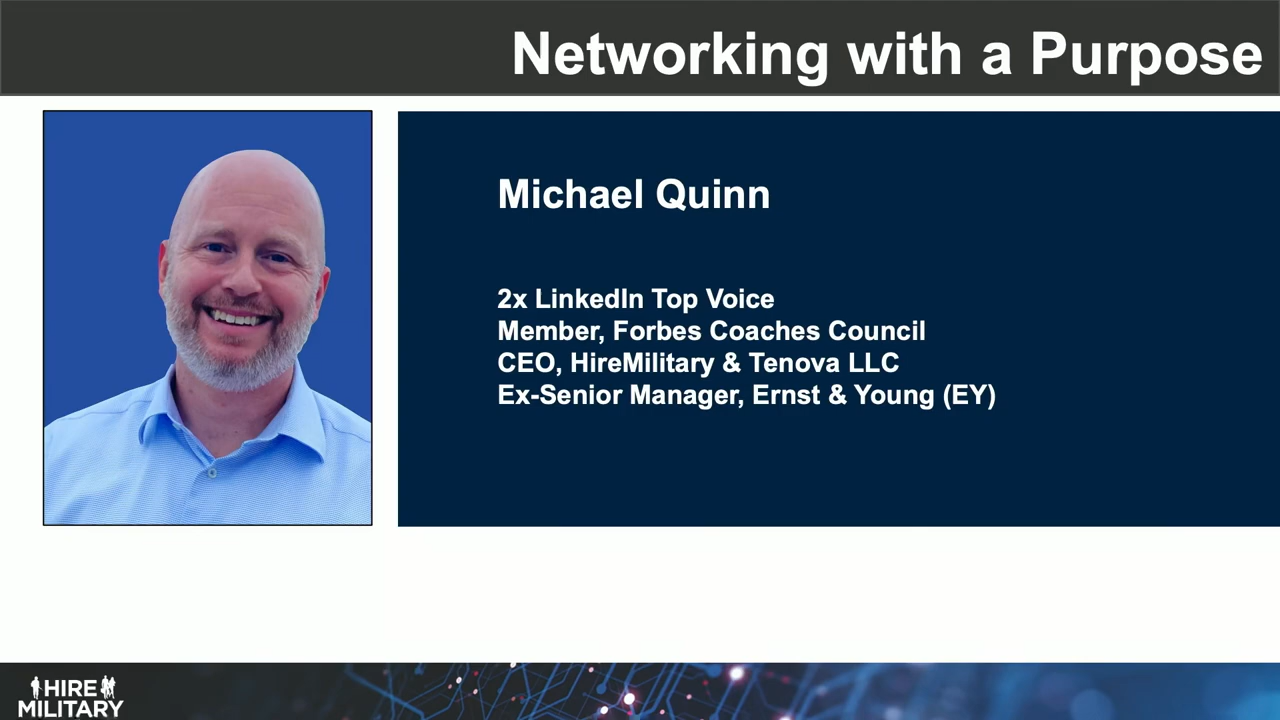 Networking with a Purpose
Michael Quinn
2x LinkedIn Top Voice
Member, Forbes Coaches Council
CEO, HireMilitary & Tenova LLC
Ex-Senior Manager, Ernst & Young (EY)
HIRE
MILITARY